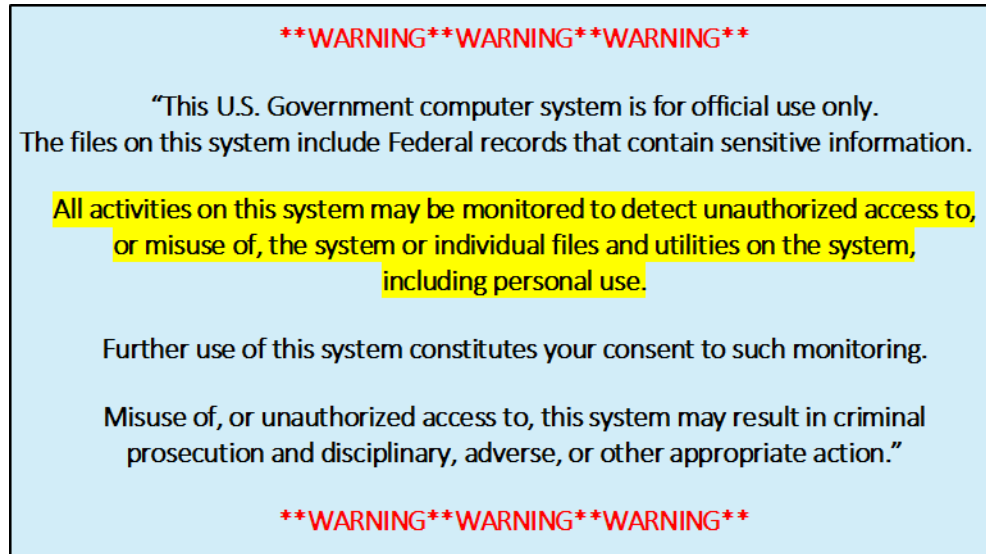 **WARNING**WARNING**WARNING**
“This U.S. Government computer system is for official use only.
The files on this system include Federal records that contain sensitive information.
All activities on this system may be monitored to detect unauthorized access to,
or misuse of, the system or individual files and utilities on the system,
including personal use.
Further use of this system constitutes your consent to such monitoring.
Misuse of, or unauthorized access to, this system may result in criminal
prosecution and disciplinary, adverse, or other appropriate action.”
**WARNING**WARNING**WARNING**